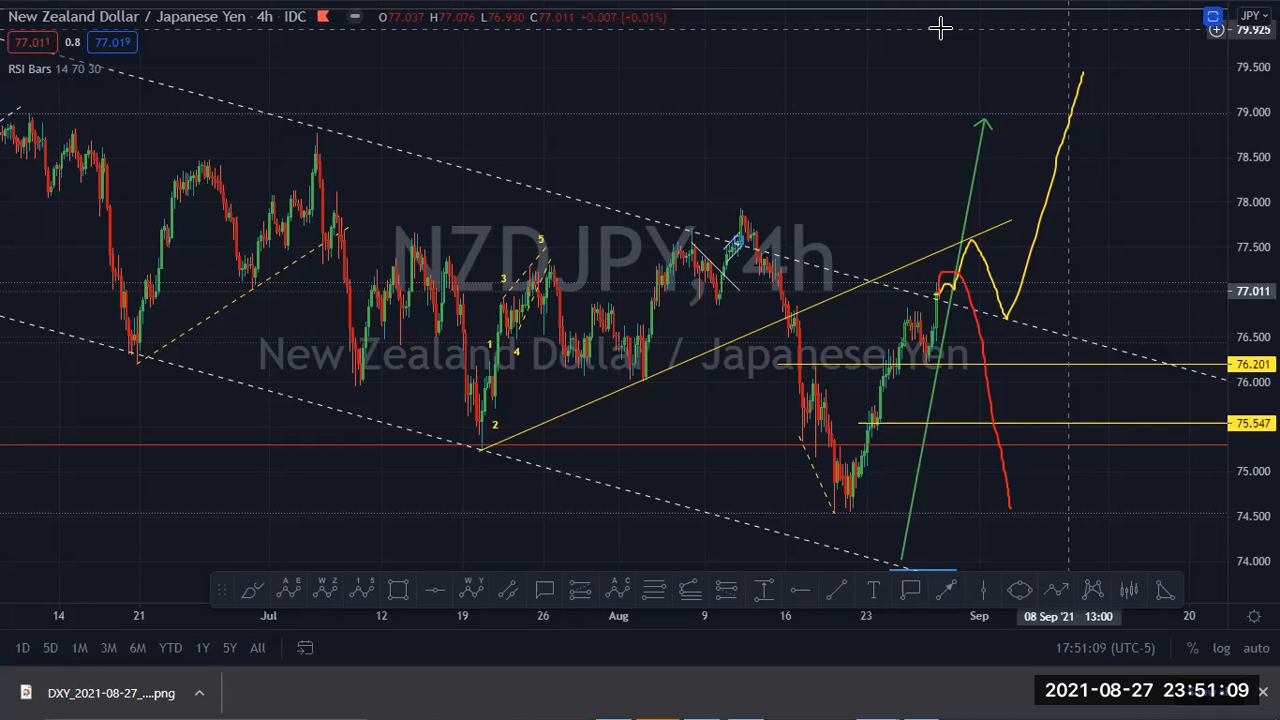 New Zealand Dollar / Japanese Yen · 4h · IDC O77.037 H77.076 L76.930 C77.011 +0.007 (+0.01%) JPY
79.925
77.011 0.8 77.019
RSI Bars 14 70 30
79.500
79.000
78.500
78.000
77.500
77.011
76.500
76.201
76.000
75.547
75.000
74.500
74.000
NZDJPY, 4h
New Zealand Dollar / Japanese Yen
5
3
1
4
2
A E W Z 1 5 W Y A C
14 21 Jul 12 19 26 Aug 9 16 23 Sep 08 Sep '21 13:00 20
1D 5D 1M 3M 6M YTD 1Y 5Y All 17:51:09 (UTC-5) % log auto
DXY_2021-08-27_....png 2021-08-27 23:51:09